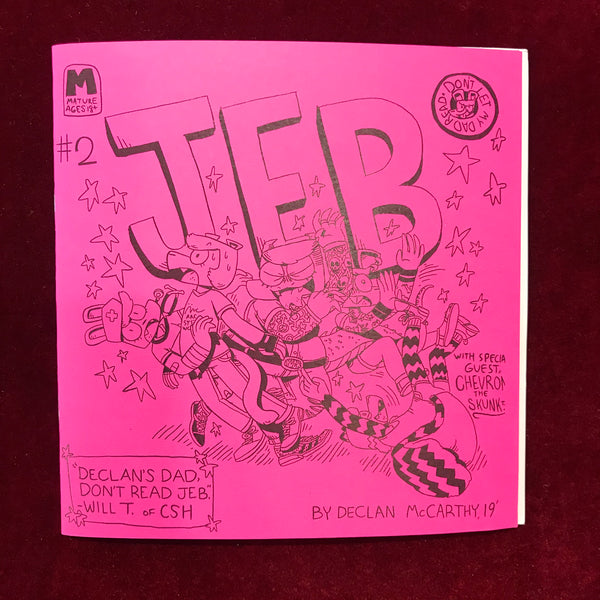 M
MATURE
AGES 18+
DON'T LET MY DAD READ.
#2
JEB
WITH SPECIA
GUEST,
CHEVRON
THE
SKUNK
"DECLAN'S DAD,
DON'T READ JEB."
-WILL T. OF CSH
BY DECLAN McCARTHY, 19'